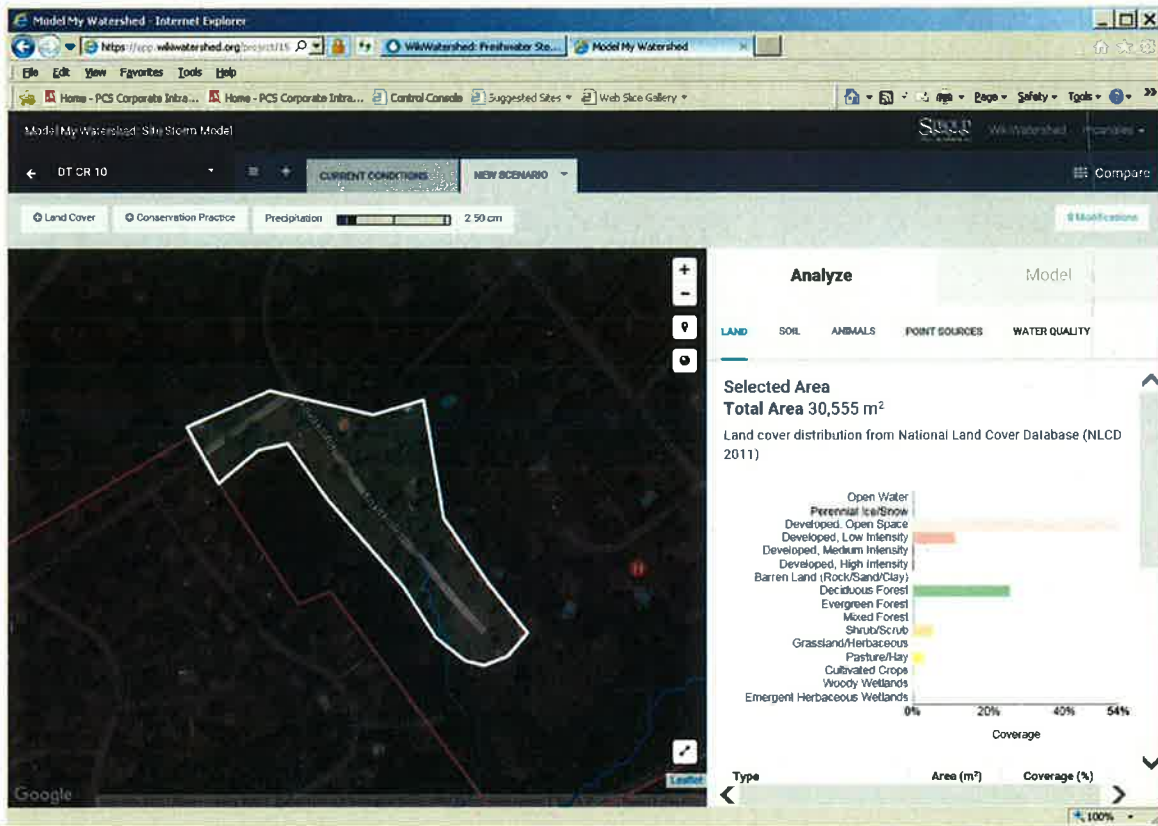 Model My Watershed - Internet Explorer
WikiWatershed: Freshwater Ste... Model My Watershed
File Edit View Favorites Tools Help
Home - PCS Corporate Intra... Home - PCS Corporate Intra... Control Console Suggested Sites Web Slice Gallery Page Safety Tools
Model My Watershed: Site Storm Model WikiWatershed
DT CR 10 CURRENT CONDITIONS NEW SCENARIO Compare
Land Cover Conservation Practice Precipitation 2.50 cm Modifications
Analyze Model
LAND SOIL ANIMALS POINT SOURCES WATER QUALITY
Selected Area
Total Area 30,555 m²
Land cover distribution from National Land Cover Database (NLCD
2011)
Open Water
Perennial Ice/Snow
Developed, Open Space
Developed, Low Intensity
Developed, Medium Intensity
Developed, High Intensity
Barren Land (Rock/Sand/Clay)
Deciduous Forest
Evergreen Forest
Mixed Forest
Shrub/Scrub
Grassland/Herbaceous
Pasture/Hay
Cultivated Crops
Woody Wetlands
Emergent Herbaceous Wetlands
0% 20% 40% 54%
Coverage
Type Area (m²) Coverage (%)
Leaflet
Google
100%